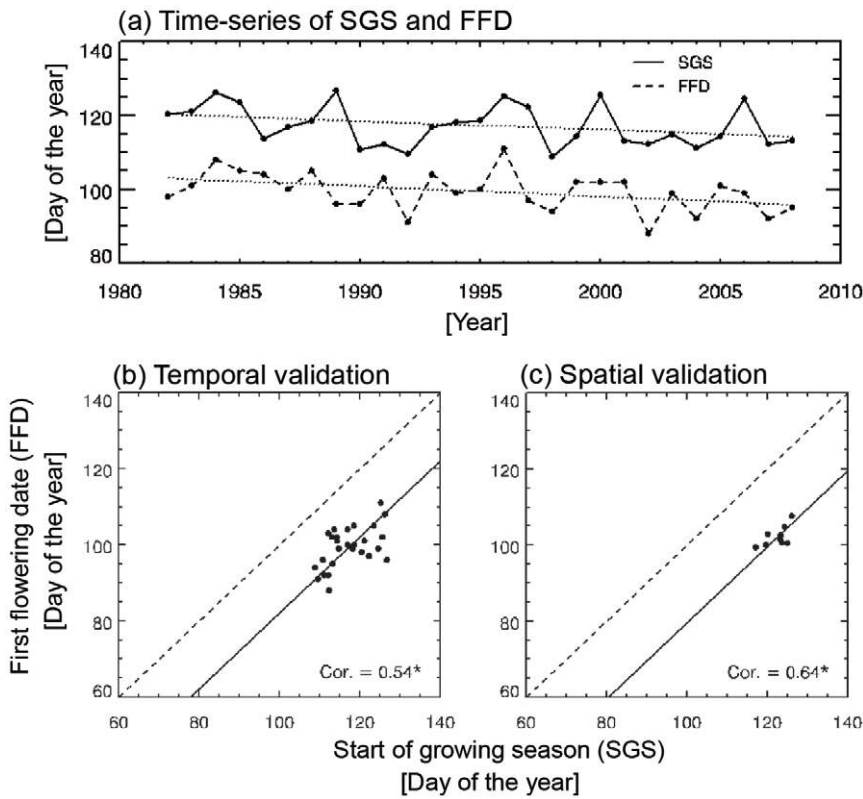 (a) Time-series of SGS and FFD
140
120
100
80
[Day of the year]
SGS
FFD
1980 1985 1990 1995 2000 2005 2010
[Year]
(b) Temporal validation
140
120
100
80
60
First flowering date (FFD)
[Day of the year]
Cor. = 0.54*
60 80 100 120 140
(c) Spatial validation
140
120
100
80
60
Cor. = 0.64*
60 80 100 120 140
Start of growing season (SGS)
[Day of the year]